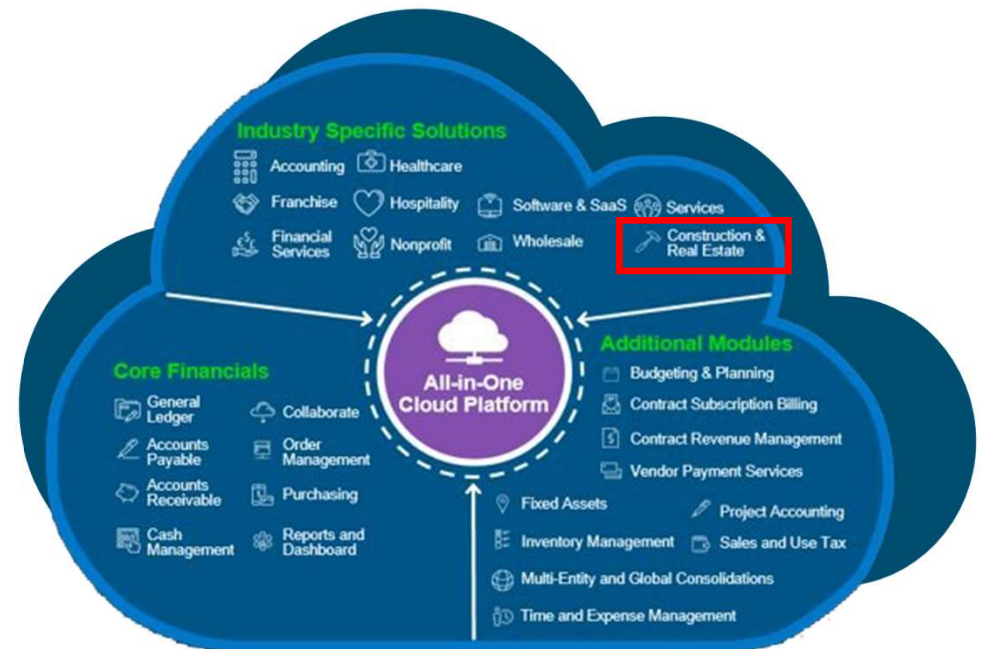 Industry Specific Solutions
Accounting
Healthcare
Franchise
Hospitality
Software & SaaS
Services
Financial
Services
Nonprofit
Wholesale
Construction &
Real Estate
All-in-One
Cloud Platform
Core Financials
General
Ledger
Collaborate
Accounts
Payable
Order
Management
Accounts
Receivable
Purchasing
Cash
Management
Reports and
Dashboard
Additional Modules
Budgeting & Planning
Contract Subscription Billing
Contract Revenue Management
Vendor Payment Services
Fixed Assets
Project Accounting
Inventory Management
Sales and Use Tax
Multi-Entity and Global Consolidations
Time and Expense Management